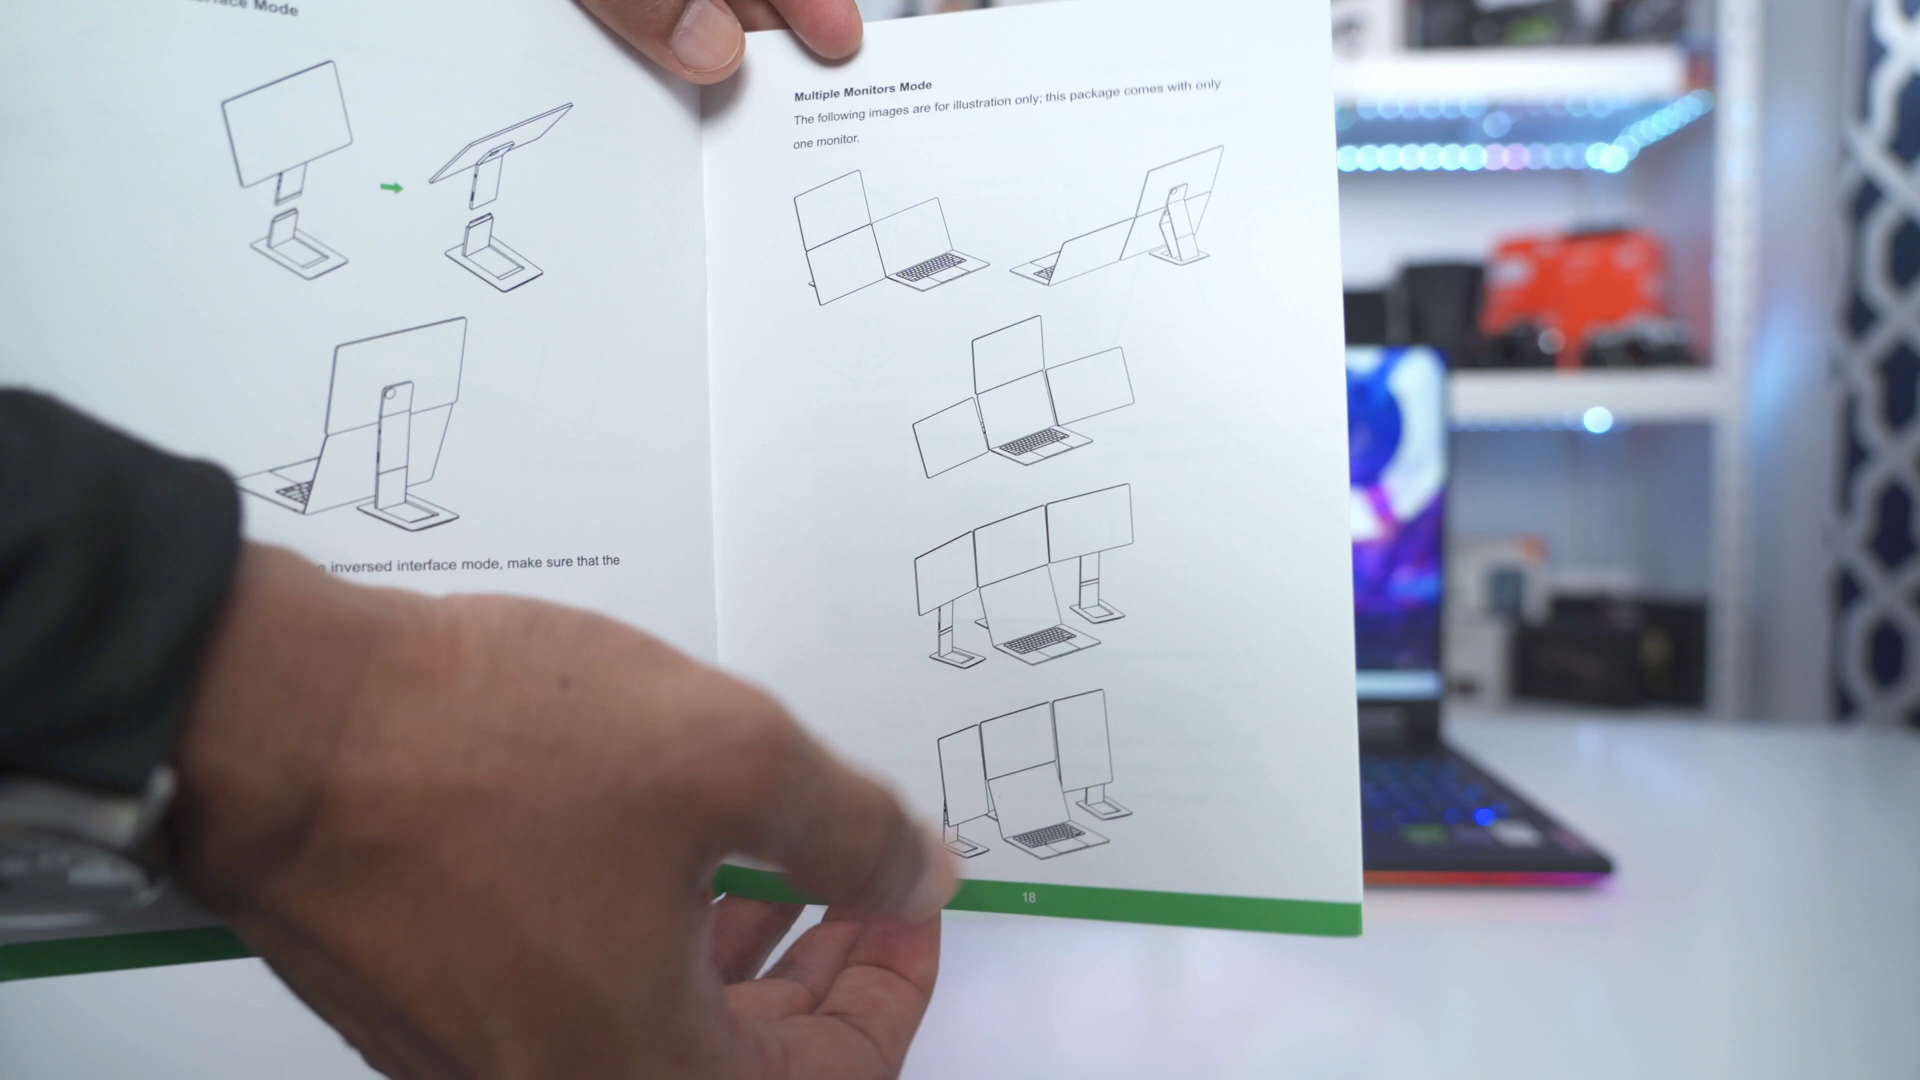 Mode
inversed interface mode, make sure that the
Multiple Monitors Mode
The following images are for illustration only; this package comes with only
one monitor.
18